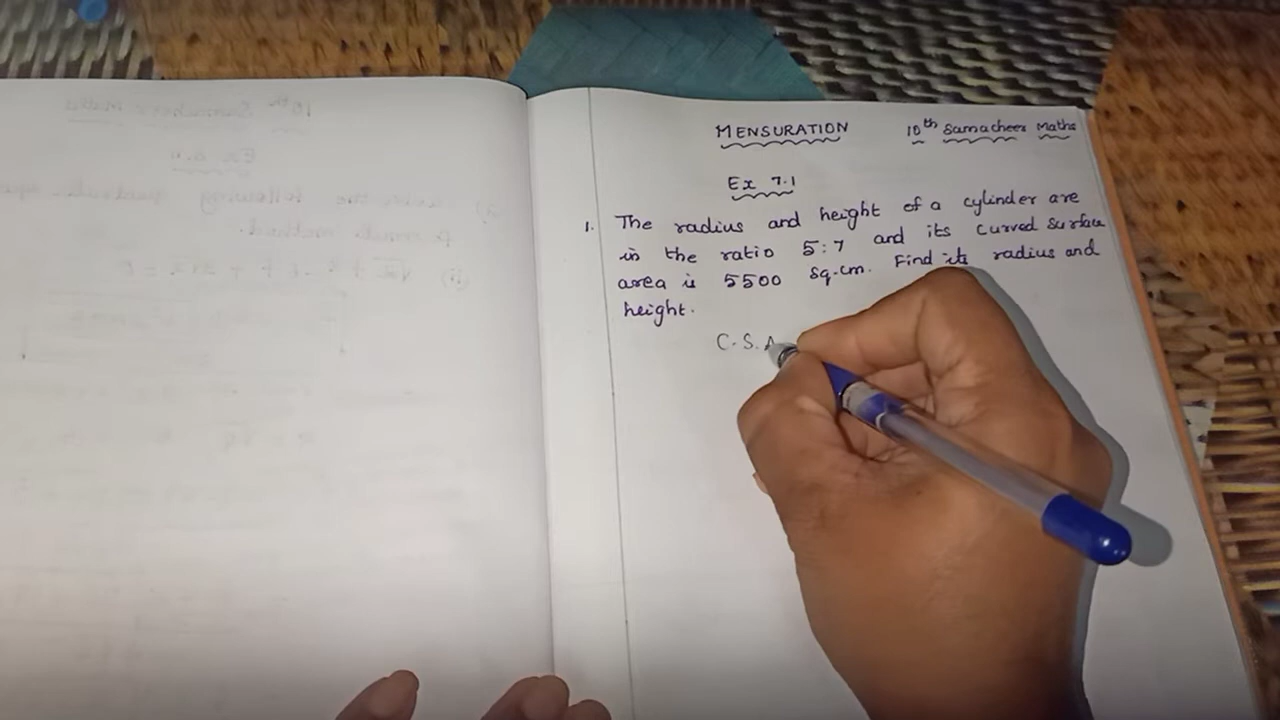 MENSURATION 10th Samacheer Maths
Ex 7.1
1. The radius and height of a cylinder are
in the ratio 5:7 and its curved surface
area is 5500 sq.cm. Find its radius and
height.
C.S.A